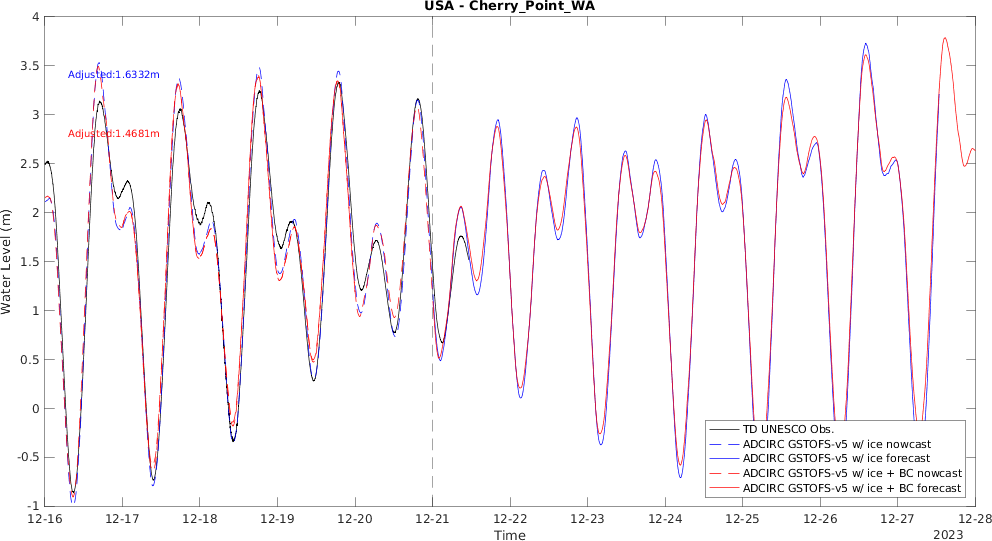 USA - Cherry_Point_WA
4
3.5
3
2.5
2
1.5
1
0.5
0
-0.5
-1
Water Level (m)
Adjusted:1.6332m
Adjusted:1.4681m
TD UNESCO Obs.
ADCIRC GSTOFS-v5 w/ ice nowcast
ADCIRC GSTOFS-v5 w/ ice forecast
ADCIRC GSTOFS-v5 w/ ice + BC nowcast
ADCIRC GSTOFS-v5 w/ ice + BC forecast
12-16 12-17 12-18 12-19 12-20 12-21 12-22 12-23 12-24 12-25 12-26 12-27 12-28
Time
2023